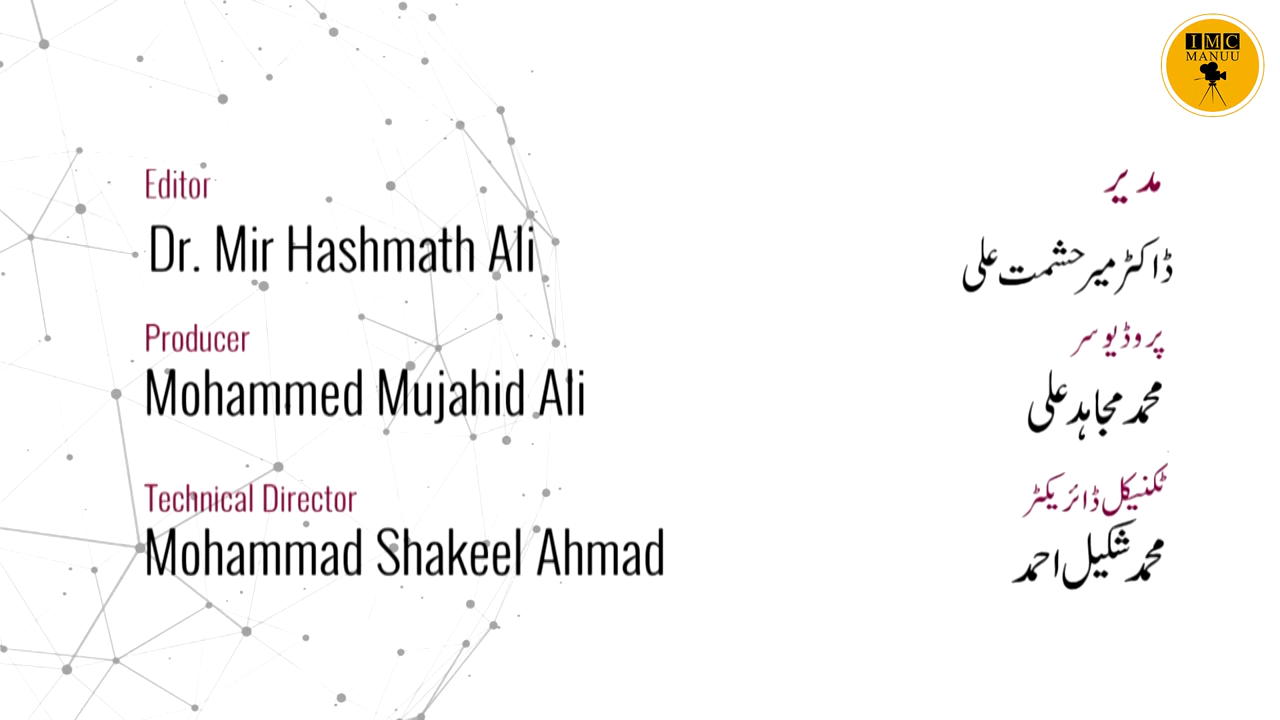 IMC
MANUU
Editor
مدیر
Dr. Mir Hashmath Ali
ڈاکٹر میر حشمت علی
Producer
پروڈیوسر
Mohammed Mujahid Ali
محمد مجاہد علی
Technical Director
ٹکنیکل ڈائریکٹر
Mohammad Shakeel Ahmad
محمد شکیل احمد